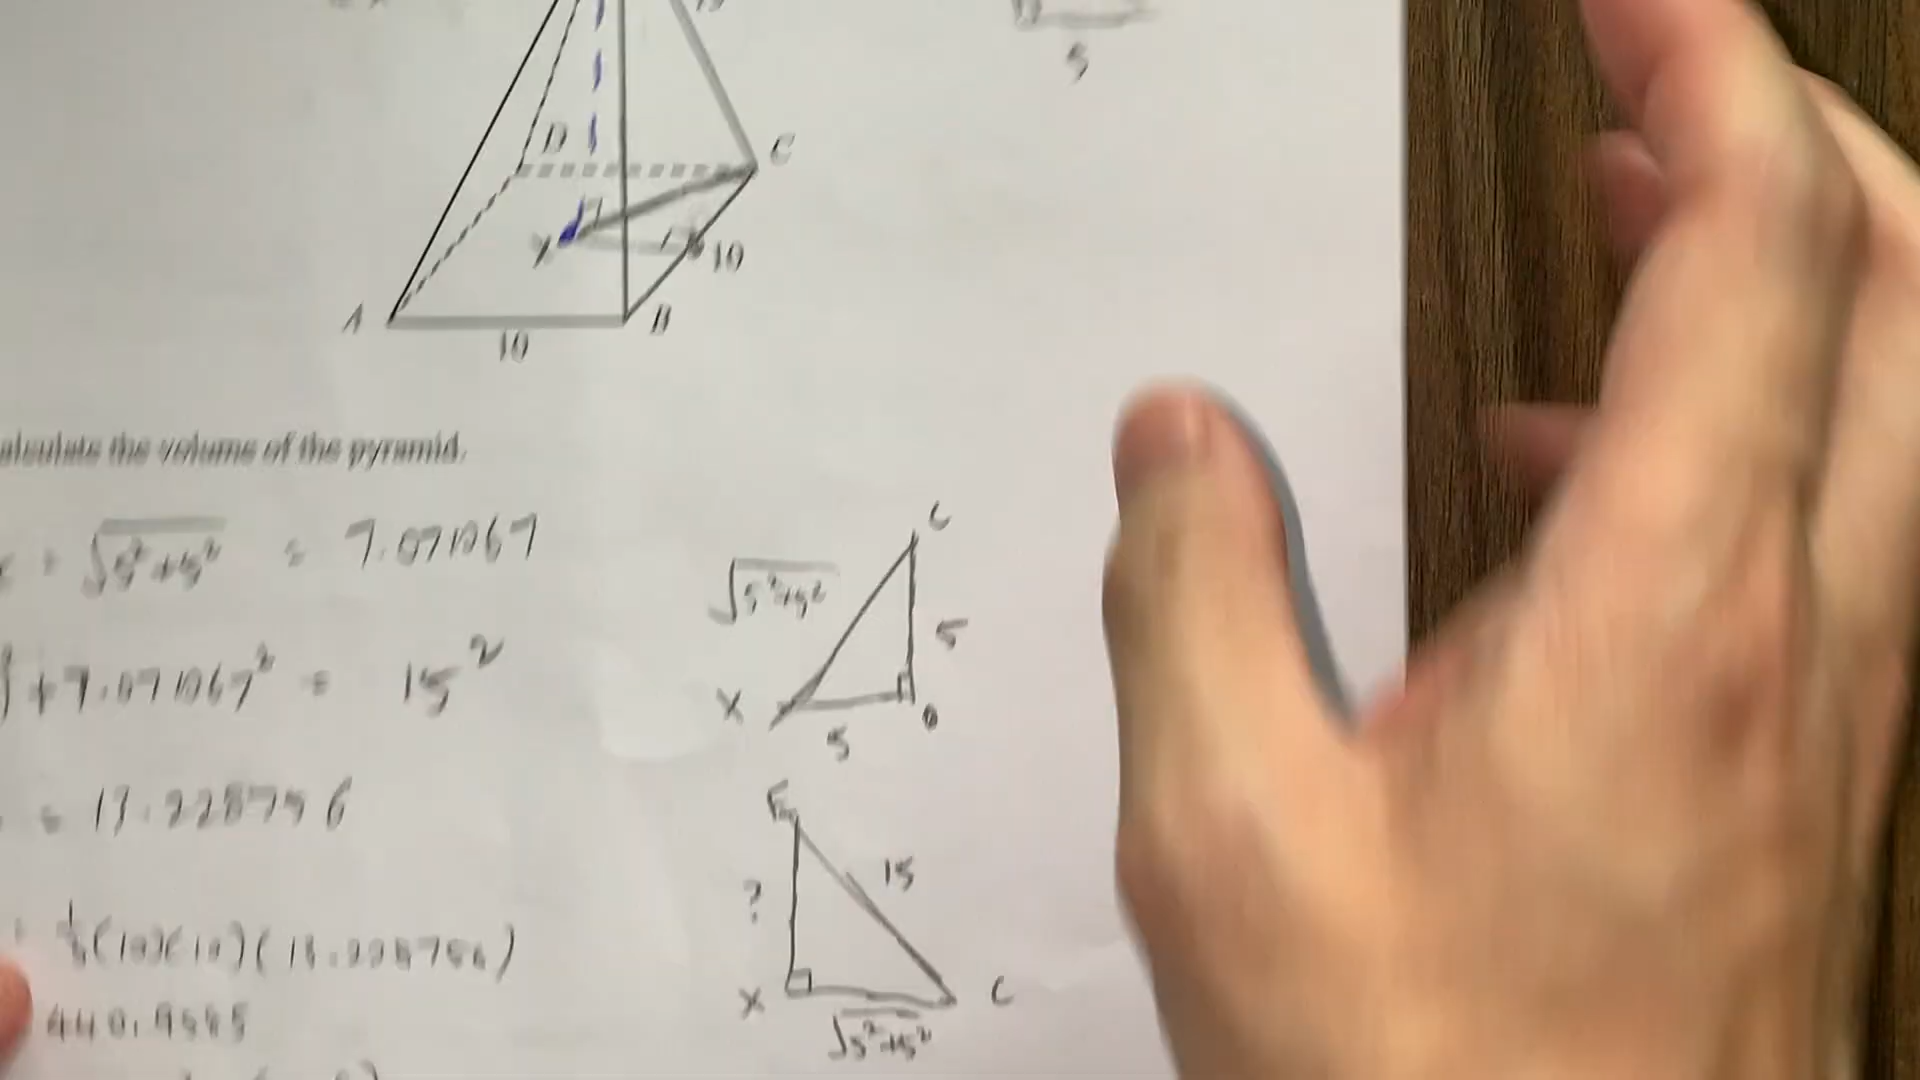 5
D
C
X
10
A
B
10
alculate the volume of the pyramid.
= √5²+5² = 7.071067
+ 7.071067² = 15²
= 13.228756
= ⅓(10)(10)(13.228756)
440.9585
C
√5²+5²
5
X
5
E
15
?
X
C
√5²+5²